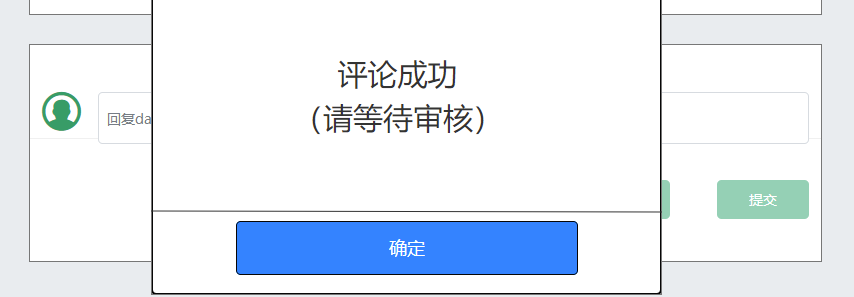 评论成功
（请等待审核）
回复da
提交
确定